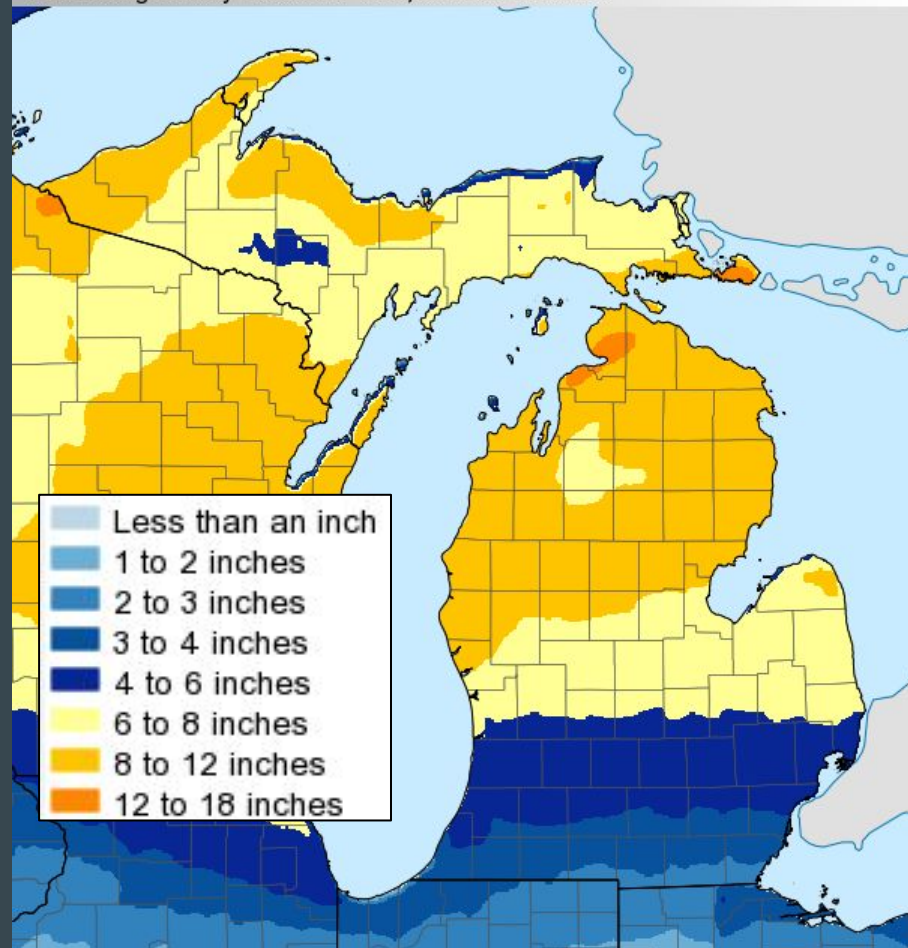 Less than an inch
1 to 2 inches
2 to 3 inches
3 to 4 inches
4 to 6 inches
6 to 8 inches
8 to 12 inches
12 to 18 inches